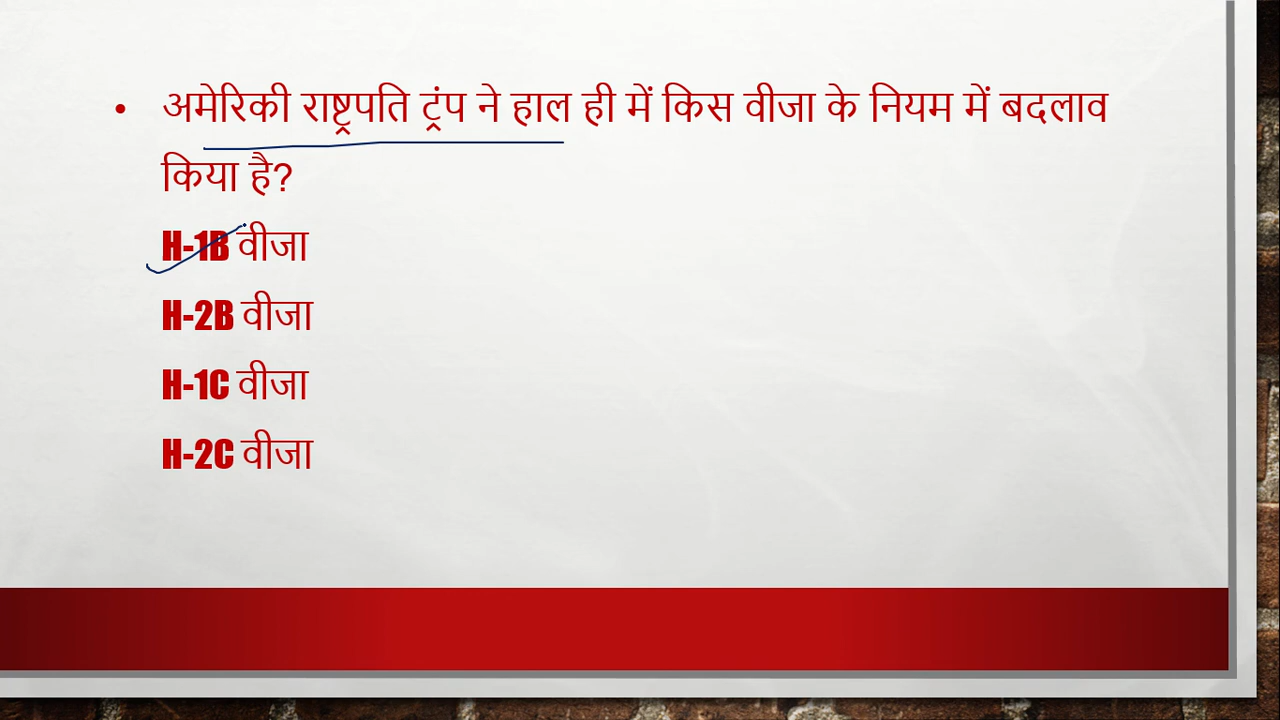 • अमेरिकी राष्ट्रपति ट्रंप ने हाल ही में किस वीजा के नियम में बदलाव
किया है?
H-1B वीजा
H-2B वीजा
H-1C वीजा
H-2C वीजा